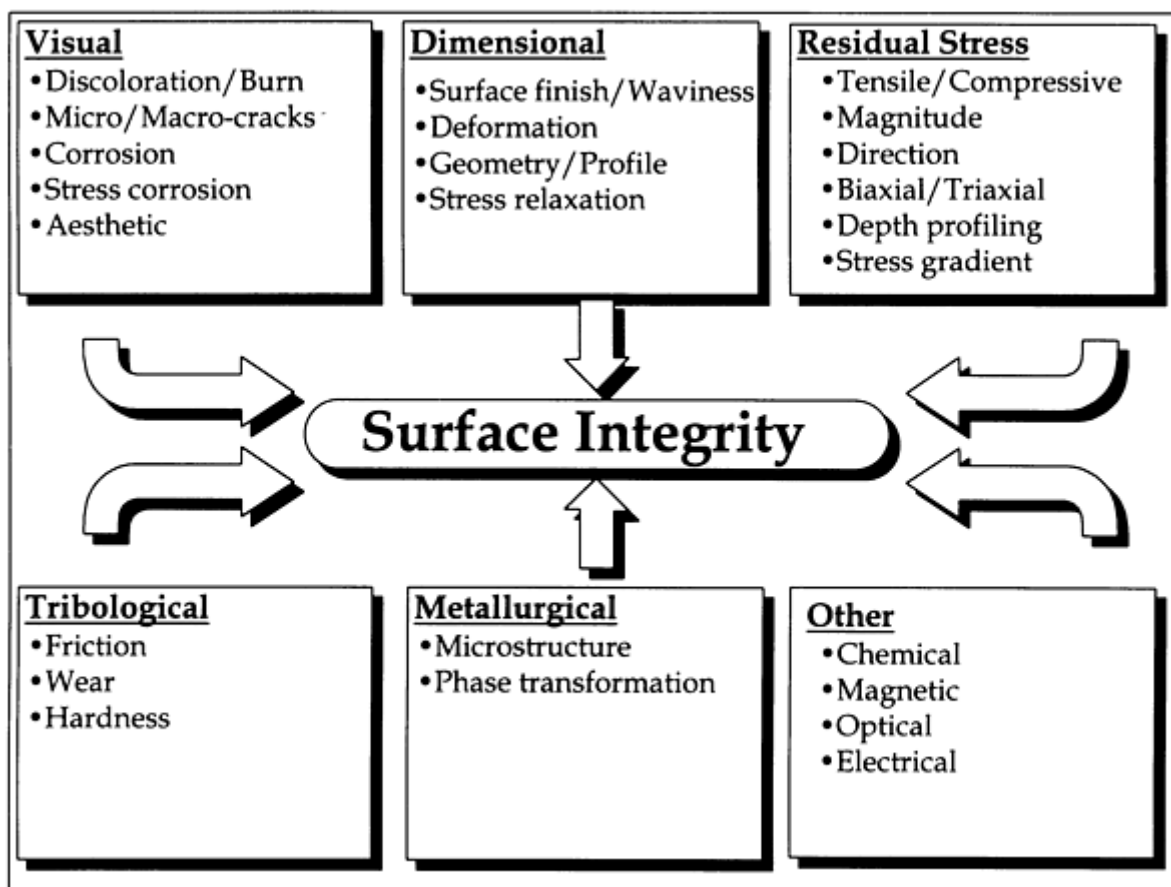 Visual
•Discoloration/Burn
•Micro/Macro-cracks
•Corrosion
•Stress corrosion
•Aesthetic
Dimensional
•Surface finish/Waviness
•Deformation
•Geometry/Profile
•Stress relaxation
Residual Stress
•Tensile/Compressive
•Magnitude
•Direction
•Biaxial/Triaxial
•Depth profiling
•Stress gradient
Surface Integrity
Tribological
•Friction
•Wear
•Hardness
Metallurgical
•Microstructure
•Phase transformation
Other
•Chemical
•Magnetic
•Optical
•Electrical